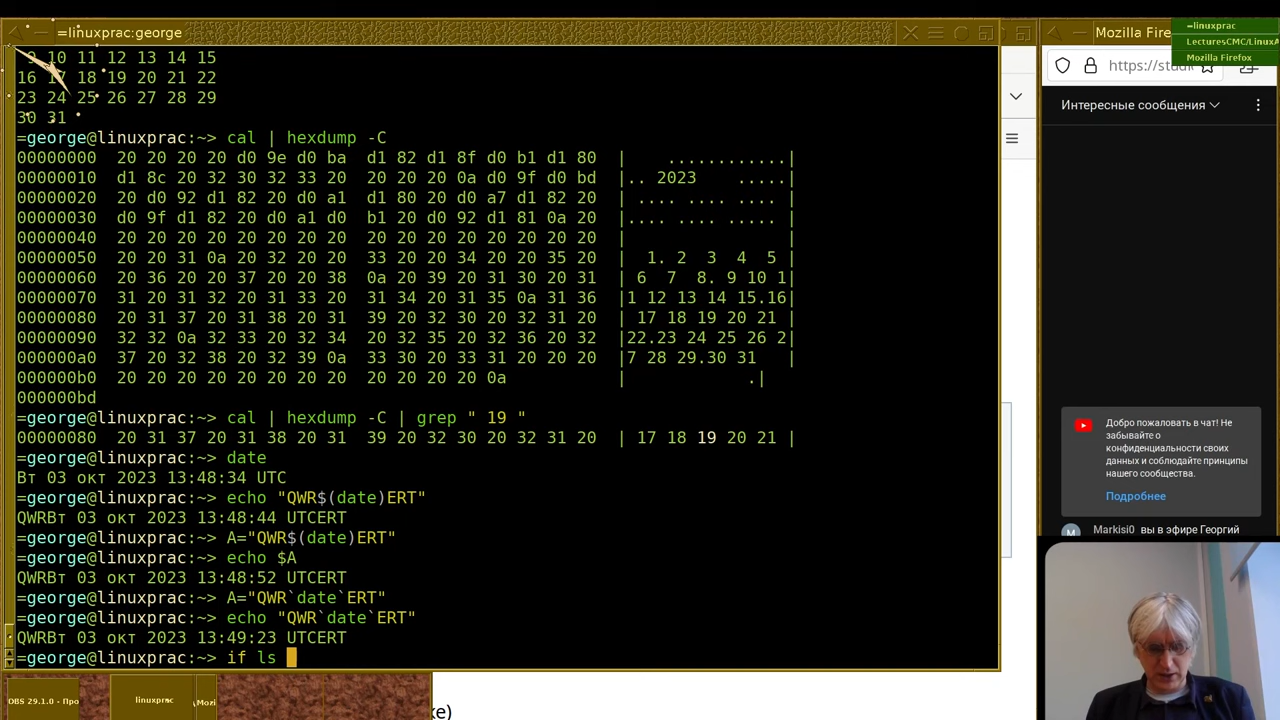 =linuxprac:george
9 10 11 12 13 14 15
16 17 18 19 20 21 22
23 24 25 26 27 28 29
30 31
=george@linuxprac:~> cal | hexdump -C
00000000  20 20 20 20 d0 9e d0 ba  d1 82 d1 8f d0 b1 d1 80  |    ............|
00000010  d1 8c 20 32 30 32 33 20  20 20 20 0a d0 9f d0 bd  |.. 2023    .....|
00000020  20 d0 92 d1 82 20 d0 a1  d1 80 20 d0 a7 d1 82 20  | .... .... .... |
00000030  d0 9f d1 82 20 d0 a1 d0  b1 20 d0 92 d1 81 0a 20  |.... .... ..... |
00000040  20 20 20 20 20 20 20 20  20 20 20 20 20 20 20 20  |                |
00000050  20 20 31 0a 20 32 20 20  33 20 20 34 20 20 35 20  |  1. 2  3  4  5 |
00000060  20 36 20 20 37 20 20 38  0a 20 39 20 31 30 20 31  | 6  7  8. 9 10 1|
00000070  31 20 31 32 20 31 33 20  31 34 20 31 35 0a 31 36  |1 12 13 14 15.16|
00000080  20 31 37 20 31 38 20 31  39 20 32 30 20 32 31 20  | 17 18 19 20 21 |
00000090  32 32 0a 32 33 20 32 34  20 32 35 20 32 36 20 32  |22.23 24 25 26 2|
000000a0  37 20 32 38 20 32 39 0a  33 30 20 33 31 20 20 20  |7 28 29.30 31   |
000000b0  20 20 20 20 20 20 20 20  20 20 20 20 0a           |            .|
000000bd
=george@linuxprac:~> cal | hexdump -C | grep " 19 "
00000080  20 31 37 20 31 38 20 31  39 20 32 30 20 32 31 20  | 17 18 19 20 21 |
=george@linuxprac:~> date
Вт 03 окт 2023 13:48:34 UTC
=george@linuxprac:~> echo "QWR$(date)ERT"
QWRВт 03 окт 2023 13:48:44 UTCERT
=george@linuxprac:~> A="QWR$(date)ERT"
=george@linuxprac:~> echo $A
QWRВт 03 окт 2023 13:48:52 UTCERT
=george@linuxprac:~> A="QWR`date`ERT"
=george@linuxprac:~> echo "QWR`date`ERT"
QWRВт 03 окт 2023 13:49:23 UTCERT
=george@linuxprac:~> if ls
DBS 29.1.0 - Про
linuxprac
Mozi
ке)
Mozilla Fire
=linuxprac
LecturesCMC/Linux
Mozilla Firefox
https://stud
Интересные сообщения
Добро пожаловать в чат! Не
забывайте о
конфиденциальности своих
данных и соблюдайте принципы
нашего сообщества.
Подробнее
Markisi0 вы в эфире Георгий